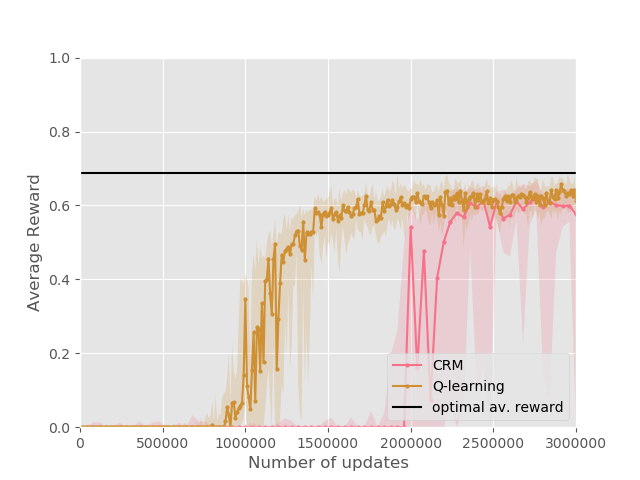 1.0
0.8
0.6
0.4
0.2
0.0
Average Reward
CRM
Q-learning
optimal av. reward
0 500000 1000000 1500000 2000000 2500000 3000000
Number of updates